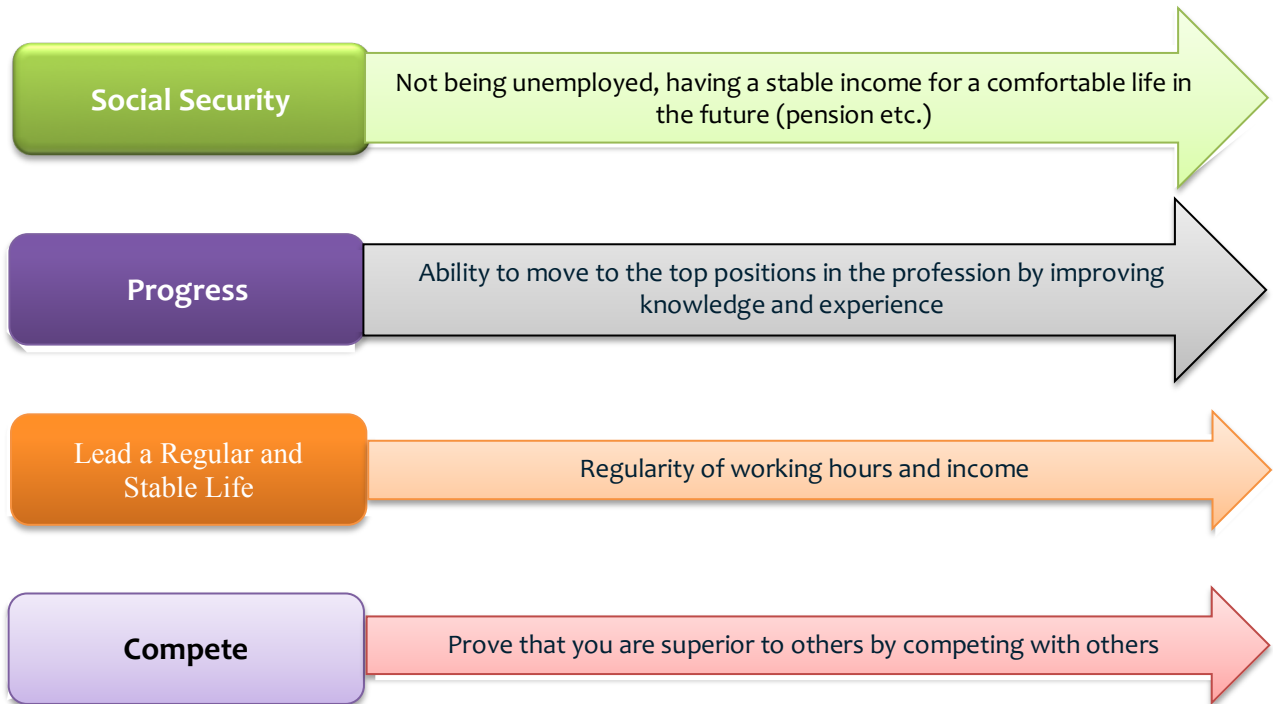 Social Security
Not being unemployed, having a stable income for a comfortable life in
the future (pension etc.)
Progress
Ability to move to the top positions in the profession by improving
knowledge and experience
Lead a Regular and
Stable Life
Regularity of working hours and income
Compete
Prove that you are superior to others by competing with others